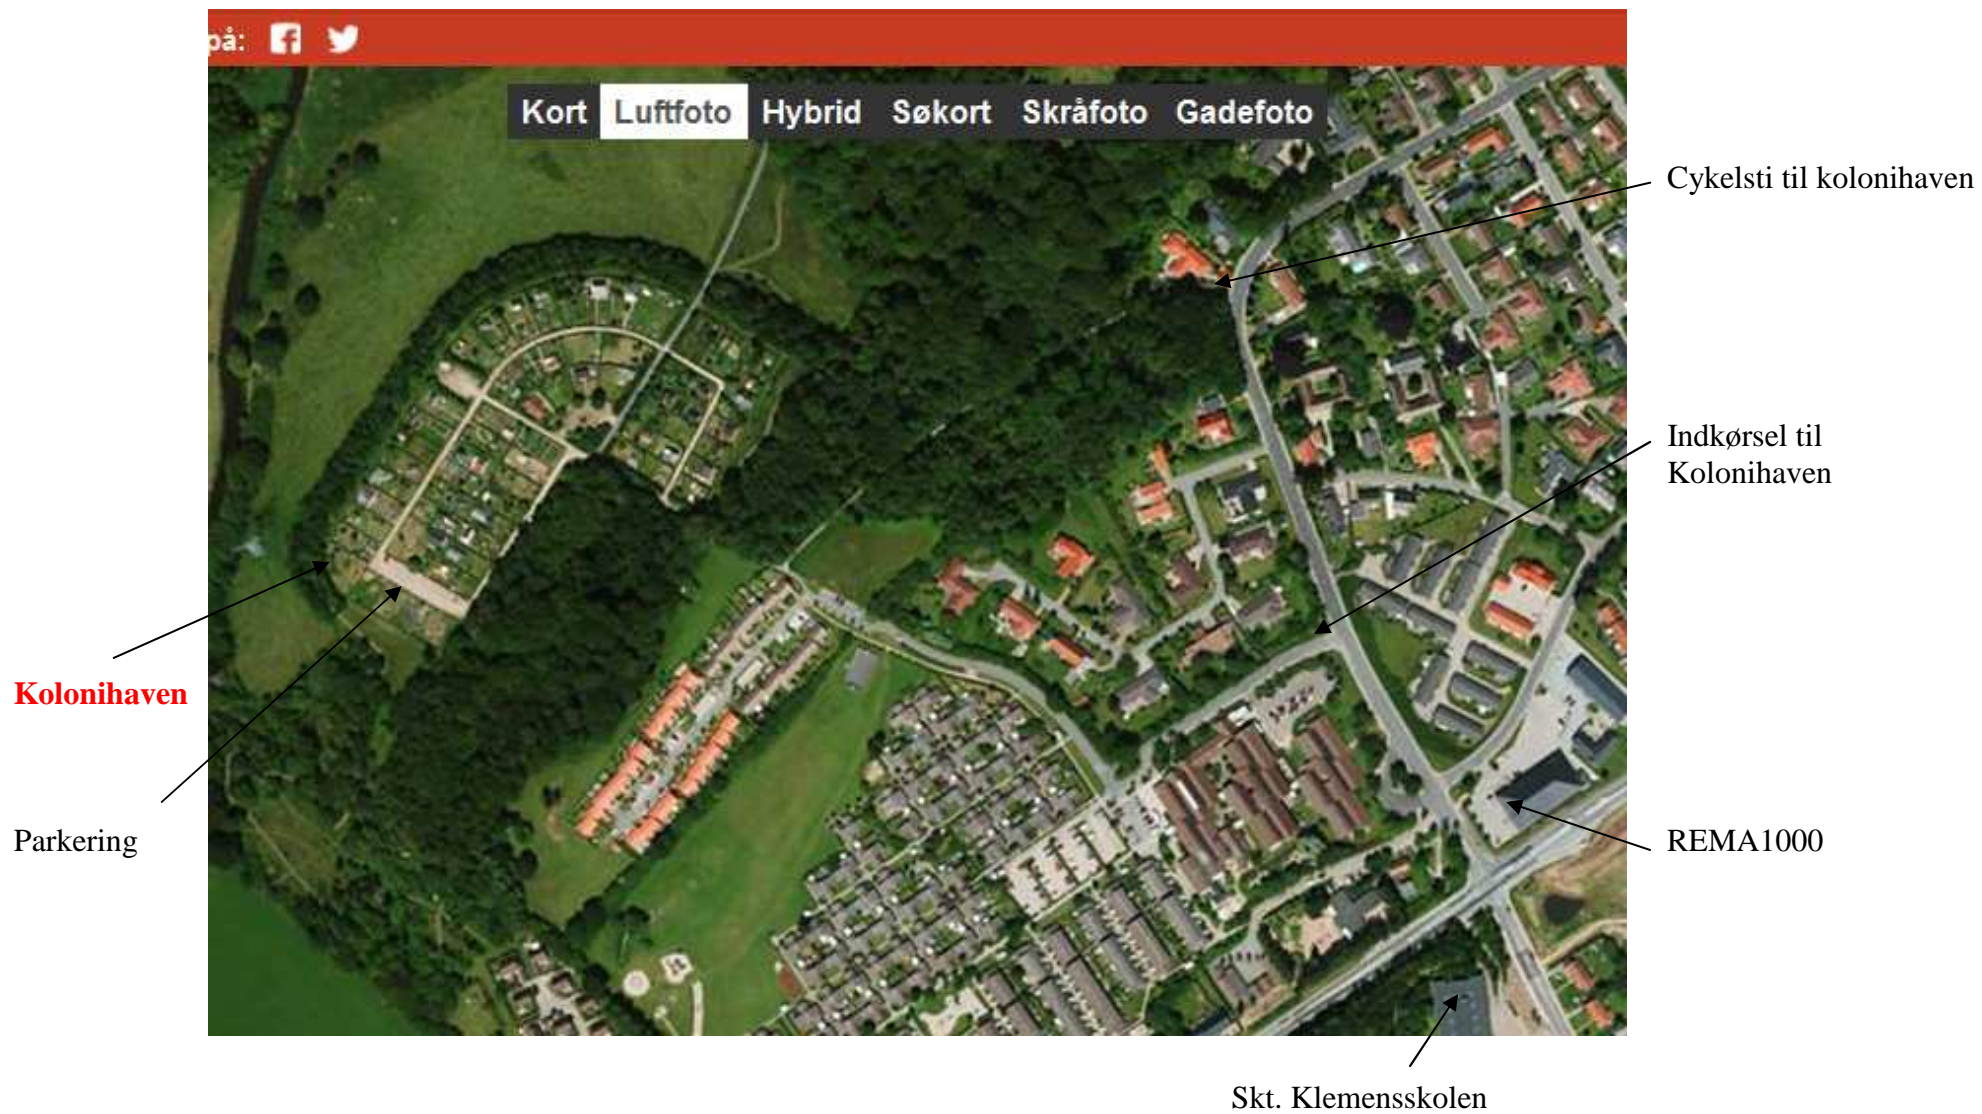 på:
Kort Luftfoto Hybrid Søkort Skråfoto Gadefoto
Cykelsti til kolonihaven
Indkørsel til
Kolonihaven
Kolonihaven
Parkering
REMA1000
Skt. Klemensskolen